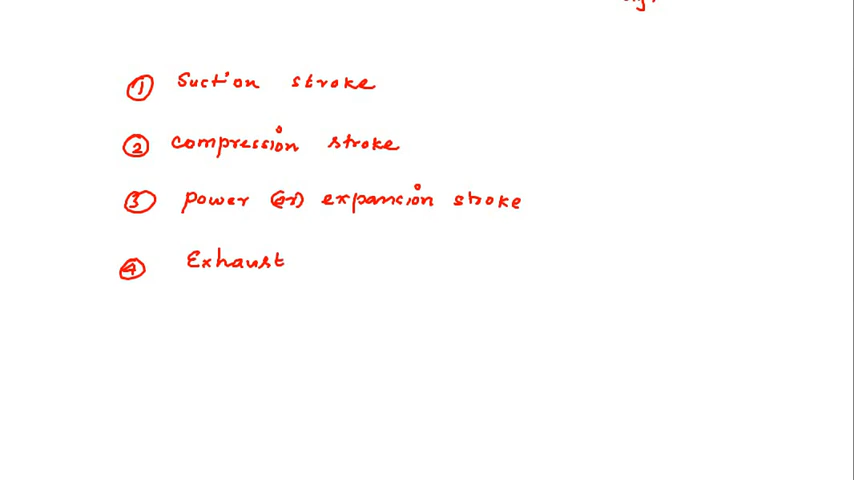 ① Suction stroke
② compression stroke
③ power (or) expansion stroke
④ Exhaust